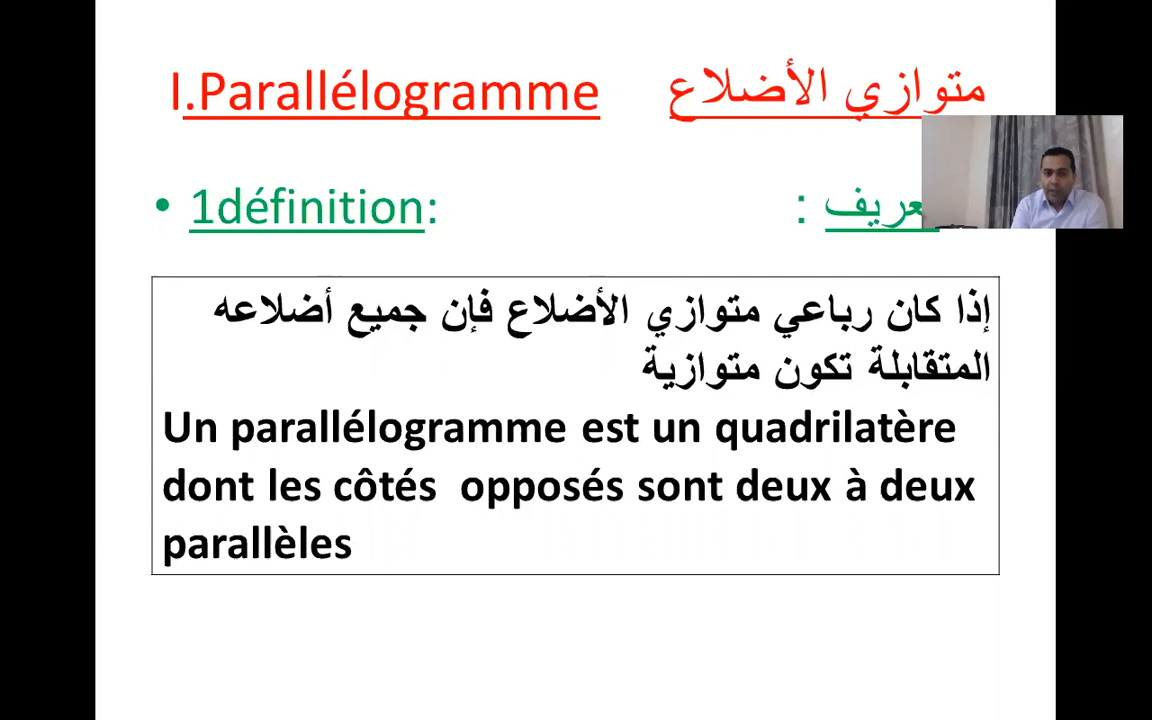 I.Parallélogramme متوازي الأضلاع
• 1définition: :
إذا كان رباعي متوازي الأضلاع فإن جميع أضلاعه
المتقابلة تكون متوازية
Un parallélogramme est un quadrilatère
dont les côtés opposés sont deux à deux
parallèles